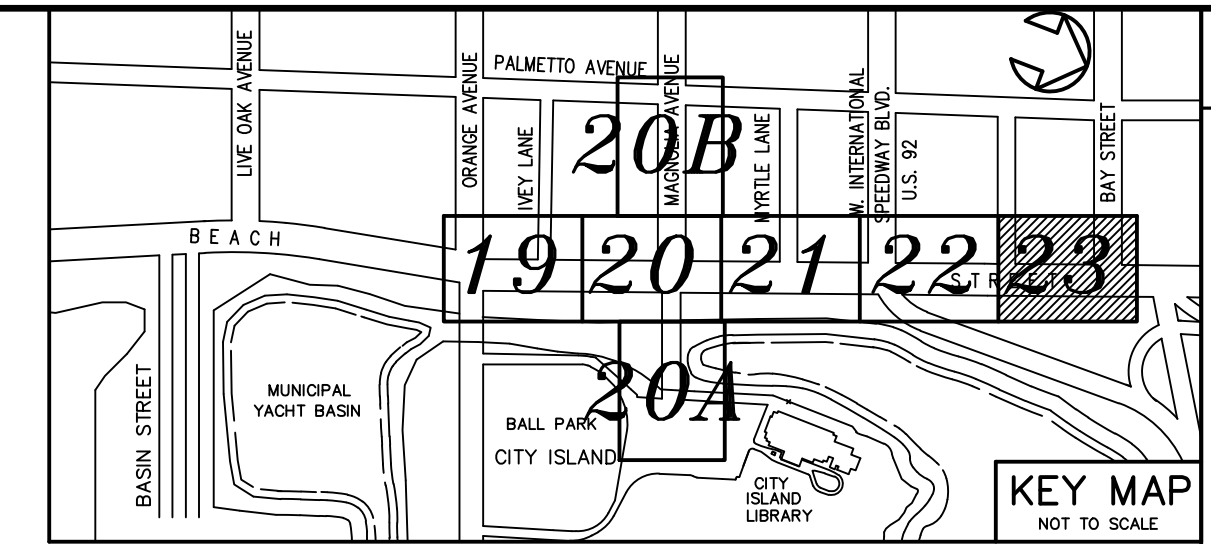 LIVE OAK AVENUE
ORANGE AVENUE
PALMETTO AVENUE
MAGNOLIA AVENUE
IVEY LANE
20B
MYRTLE LANE
W. INTERNATIONAL
SPEEDWAY BLVD.
U.S. 92
BAY STREET
BEACH
19
20
21
22
23
STREET
BASIN STREET
MUNICIPAL
YACHT BASIN
BALL PARK
20A
CITY ISLAND
CITY
ISLAND
LIBRARY
KEY MAP
NOT TO SCALE